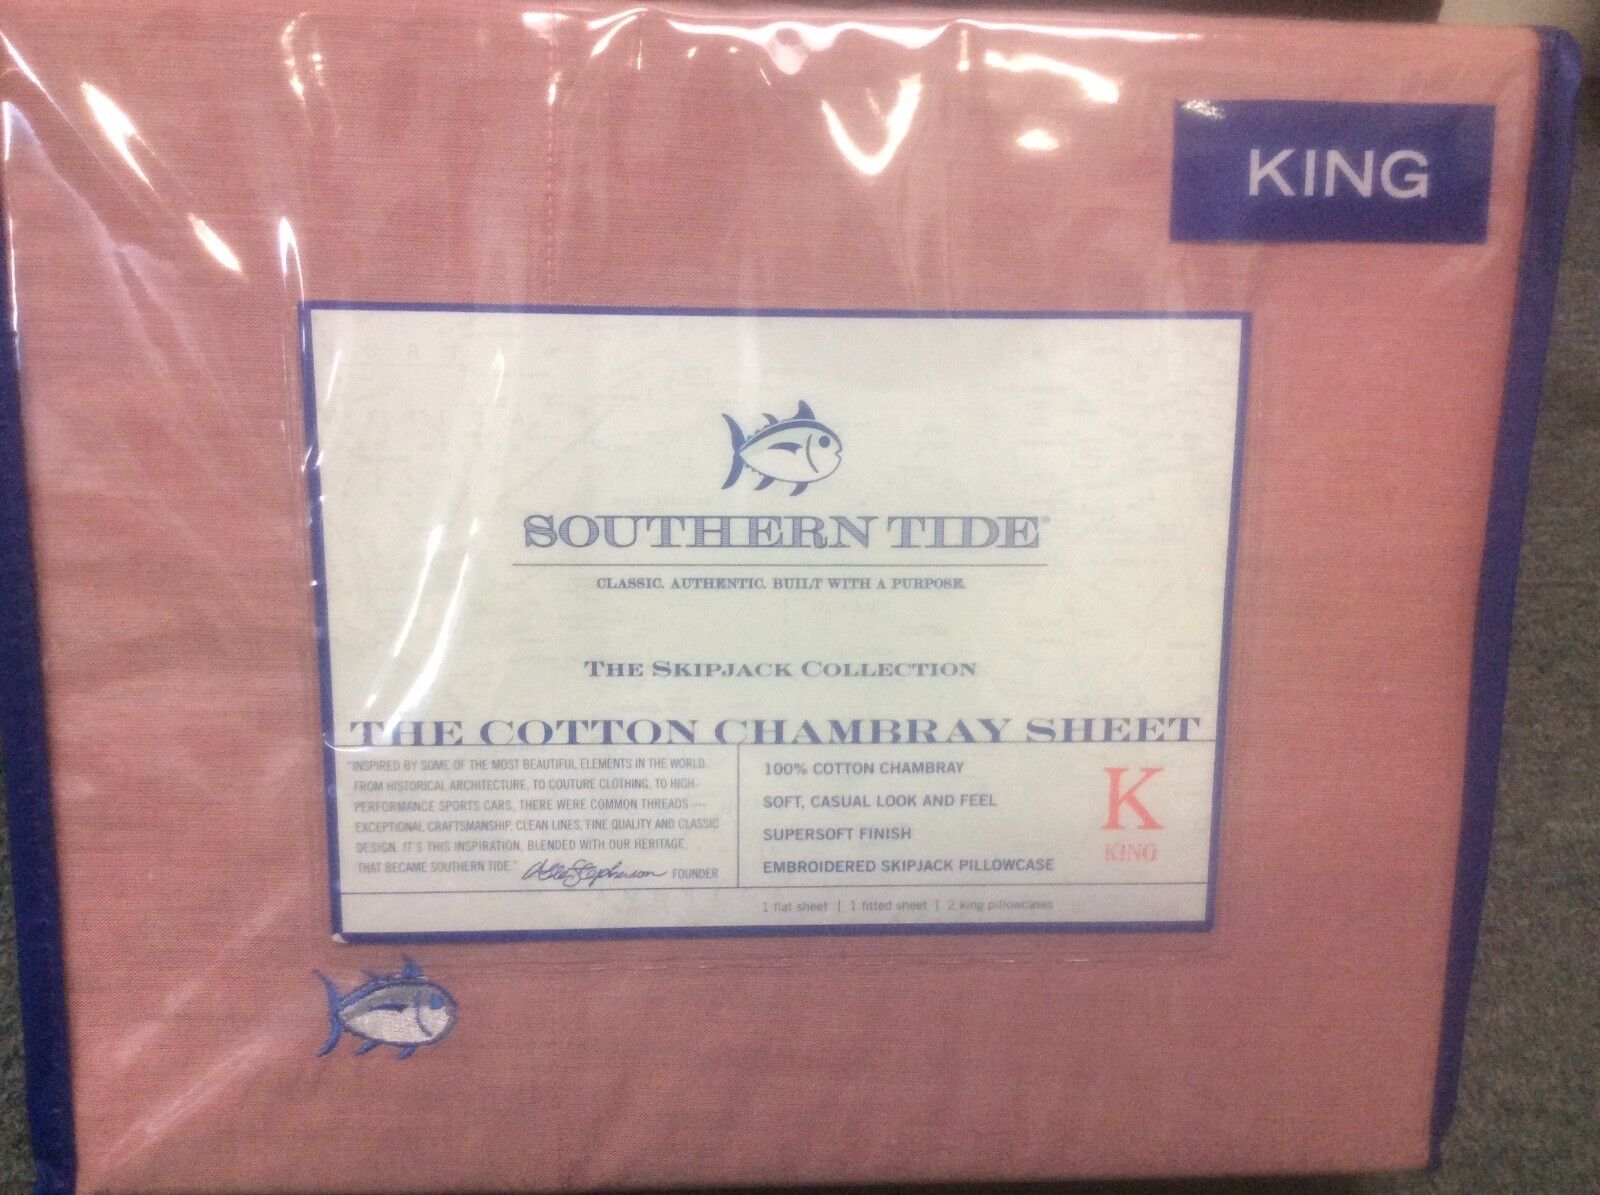 KING
SOUTHERN TIDE®
CLASSIC. AUTHENTIC. BUILT WITH A PURPOSE.
THE SKIPJACK COLLECTION
THE COTTON CHAMBRAY SHEET
"INSPIRED BY SOME OF THE MOST BEAUTIFUL ELEMENTS IN THE WORLD.
FROM HISTORICAL ARCHITECTURE, TO COUTURE CLOTHING, TO HIGH-
PERFORMANCE SPORTS CARS, THERE WERE COMMON THREADS —
EXCEPTIONAL CRAFTSMANSHIP, CLEAN LINES, FINE QUALITY AND CLASSIC
DESIGN. IT'S THIS INSPIRATION, BLENDED WITH OUR HERITAGE,
THAT BECAME SOUTHERN TIDE." FOUNDER
100% COTTON CHAMBRAY
SOFT, CASUAL LOOK AND FEEL
SUPERSOFT FINISH
EMBROIDERED SKIPJACK PILLOWCASE
K
KING
1 flat sheet | 1 fitted sheet | 2 king pillowcases